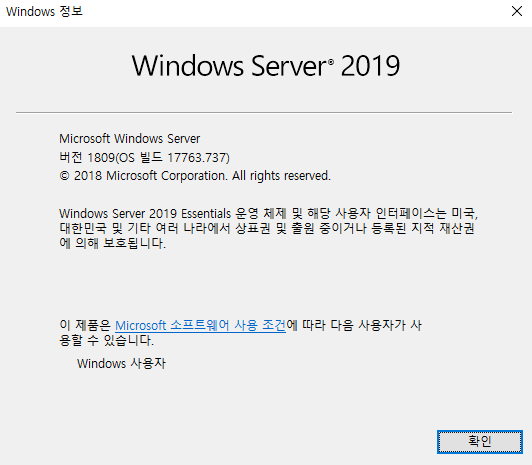 Windows 정보
Windows Server® 2019
Microsoft Windows Server
버전 1809(OS 빌드 17763.737)
© 2018 Microsoft Corporation. All rights reserved.
Windows Server 2019 Essentials 운영 체제 및 해당 사용자 인터페이스는 미국,
대한민국 및 기타 여러 나라에서 상표권 및 출원 중이거나 등록된 지적 재산권
에 의해 보호됩니다.
이 제품은 Microsoft 소프트웨어 사용 조건에 따라 다음 사용자가 사
용할 수 있습니다.
Windows 사용자
확인